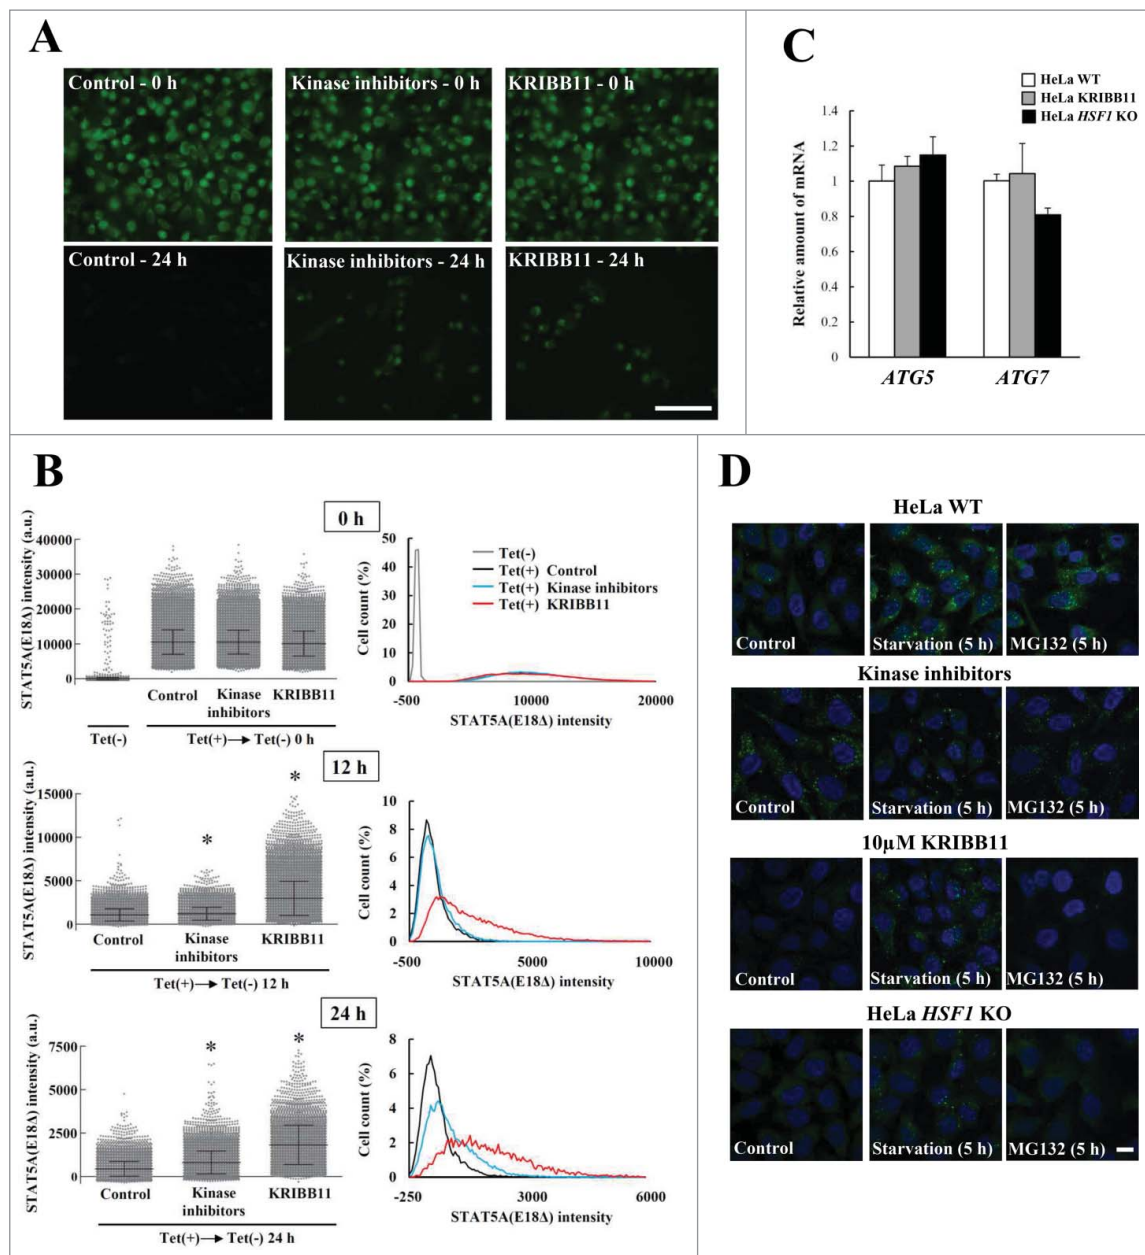 A
Control - 0 h
Kinase inhibitors - 0 h
KRIBB11 - 0 h
Control - 24 h
Kinase inhibitors - 24 h
KRIBB11 - 24 h
C
HeLa WT
HeLa KRIBB11
HeLa HSF1 KO
Relative amount of mRNA
1.4
1.2
1
0.8
0.6
0.4
0.2
0
ATG5
ATG7
B
0 h
STAT5A(E18Δ) intensity (a.u.)
40000
30000
20000
10000
0
Control
Kinase inhibitors
KRIBB11
Tet(-)
Tet(+) → Tet(-) 0 h
Cell count (%)
50
40
30
20
10
0
Tet(-)
Tet(+) Control
Tet(+) Kinase inhibitors
Tet(+) KRIBB11
-500
10000
20000
STAT5A(E18Δ) intensity
12 h
STAT5A(E18Δ) intensity (a.u.)
15000
10000
5000
0
*
*
Control
Kinase inhibitors
KRIBB11
Tet(+) → Tet(-) 12 h
Cell count (%)
10
8
6
4
2
0
-500
5000
10000
STAT5A(E18Δ) intensity
24 h
STAT5A(E18Δ) intensity (a.u.)
7500
5000
2500
0
*
*
Control
Kinase inhibitors
KRIBB11
Tet(+) → Tet(-) 24 h
Cell count (%)
8
6
4
2
0
-250
3000
6000
STAT5A(E18Δ) intensity
D
HeLa WT
Control
Starvation (5 h)
MG132 (5 h)
Kinase inhibitors
Control
Starvation (5 h)
MG132 (5 h)
10μM KRIBB11
Control
Starvation (5 h)
MG132 (5 h)
HeLa HSF1 KO
Control
Starvation (5 h)
MG132 (5 h)